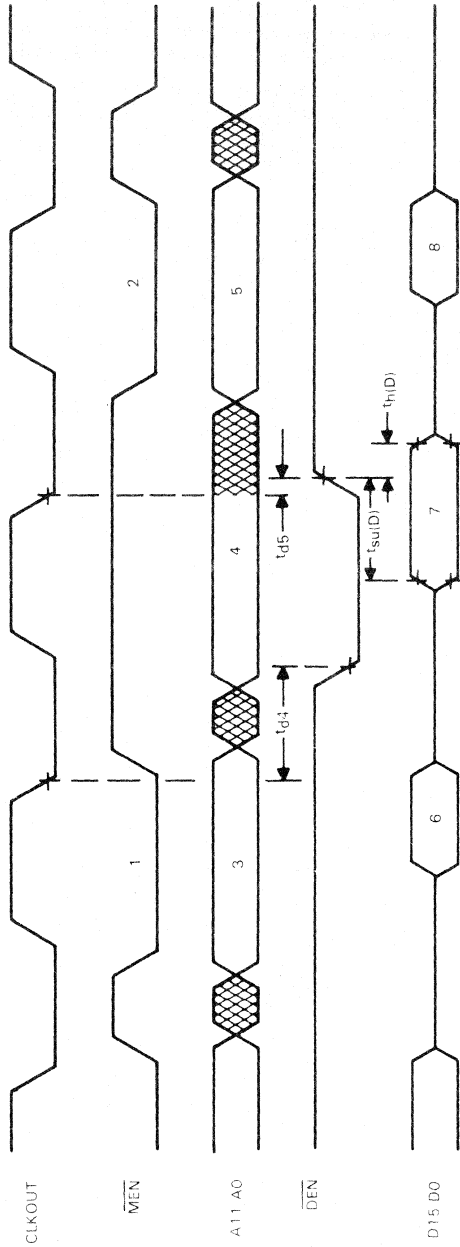 CLKOUT
MEN
1
2
A11 A0
3
4
5
DEN
td4
td5
tsu(D)
th(D)
D15 D0
6
7
8